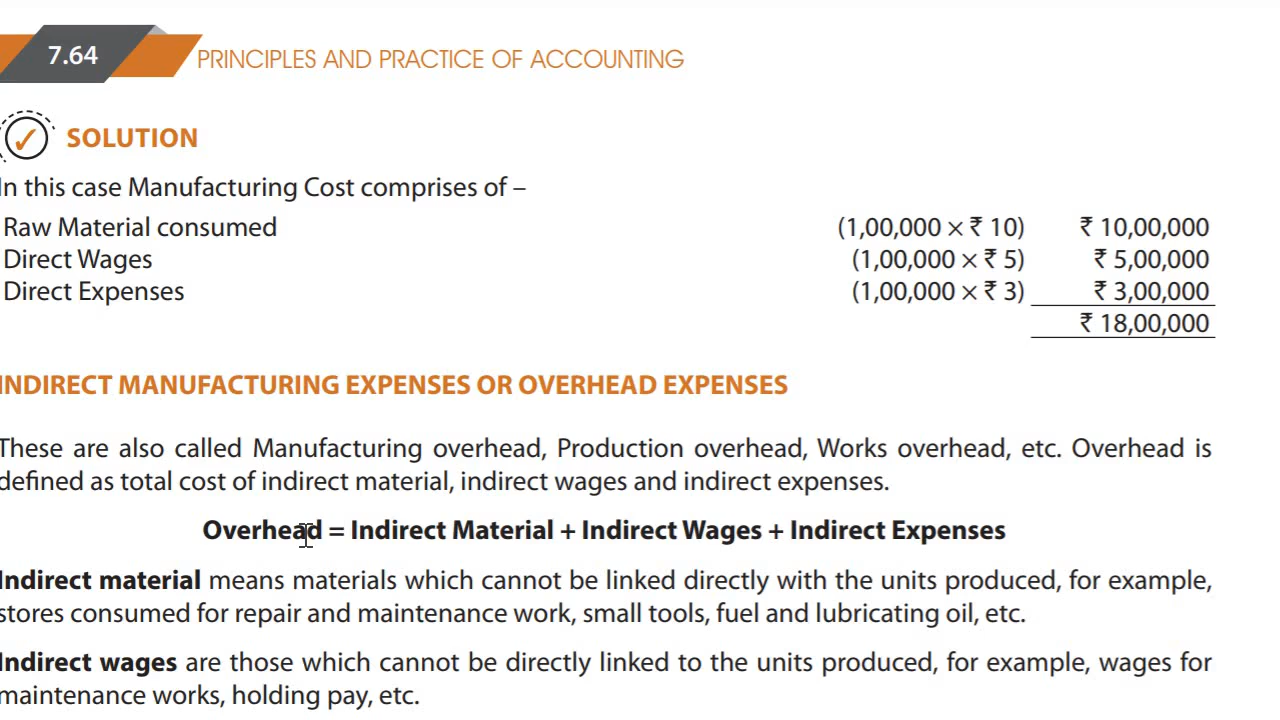 7.64 PRINCIPLES AND PRACTICE OF ACCOUNTING
SOLUTION
In this case Manufacturing Cost comprises of –
Raw Material consumed (1,00,000 × ₹ 10) ₹ 10,00,000
Direct Wages (1,00,000 × ₹ 5) ₹ 5,00,000
Direct Expenses (1,00,000 × ₹ 3) ₹ 3,00,000
₹ 18,00,000
INDIRECT MANUFACTURING EXPENSES OR OVERHEAD EXPENSES
These are also called Manufacturing overhead, Production overhead, Works overhead, etc. Overhead is
defined as total cost of indirect material, indirect wages and indirect expenses.
Overhead = Indirect Material + Indirect Wages + Indirect Expenses
Indirect material means materials which cannot be linked directly with the units produced, for example,
stores consumed for repair and maintenance work, small tools, fuel and lubricating oil, etc.
Indirect wages are those which cannot be directly linked to the units produced, for example, wages for
maintenance works, holding pay, etc.